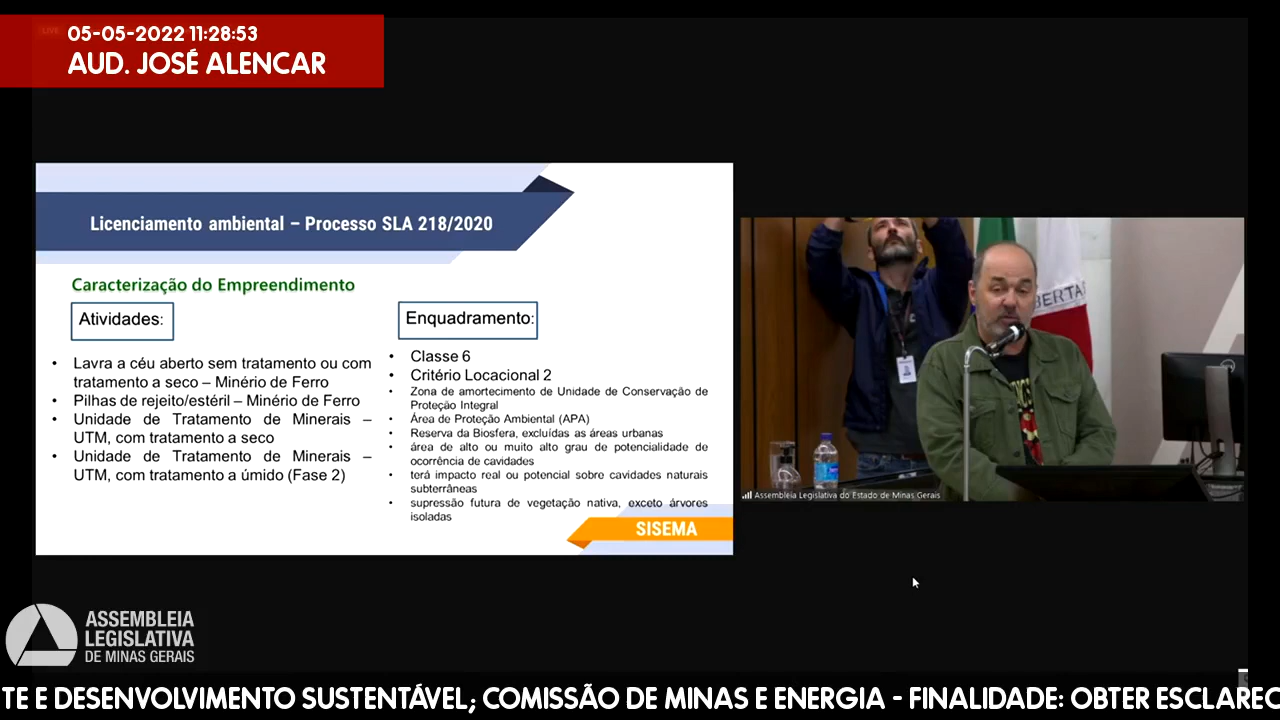 LIVE
05-05-2022 11:28:53
AUD. JOSÉ ALENCAR
Licenciamento ambiental – Processo SLA 218/2020
Caracterização do Empreendimento
Atividades:
• Lavra a céu aberto sem tratamento ou com
tratamento a seco – Minério de Ferro
• Pilhas de rejeito/estéril – Minério de Ferro
• Unidade de Tratamento de Minerais –
UTM, com tratamento a seco
• Unidade de Tratamento de Minerais –
UTM, com tratamento a úmido (Fase 2)
Enquadramento:
• Classe 6
• Critério Locacional 2
• Zona de amortecimento de Unidade de Conservação de
Proteção Integral
• Área de Proteção Ambiental (APA)
• Reserva da Biosfera, excluídas as áreas urbanas
• área de alto ou muito alto grau de potencialidade de
ocorrência de cavidades
• terá impacto real ou potencial sobre cavidades naturais
subterrâneas
• supressão futura de vegetação nativa, exceto árvores
isoladas
SISEMA
BERTA
Assembleia Legislativa do Estado de Minas Gerais
ASSEMBLEIA
LEGISLATIVA
DE MINAS GERAIS
TE E DESENVOLVIMENTO SUSTENTÁVEL; COMISSÃO DE MINAS E ENERGIA - FINALIDADE: OBTER ESCLAREC